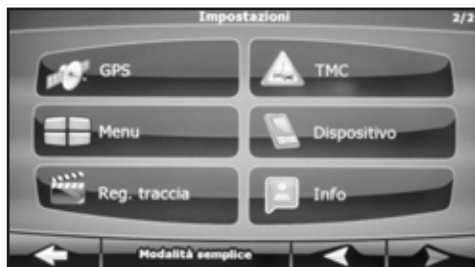 Impostazioni 2/2
GPS
TMC
Menu
Dispositivo
Reg. traccia
Info
Modalità semplice